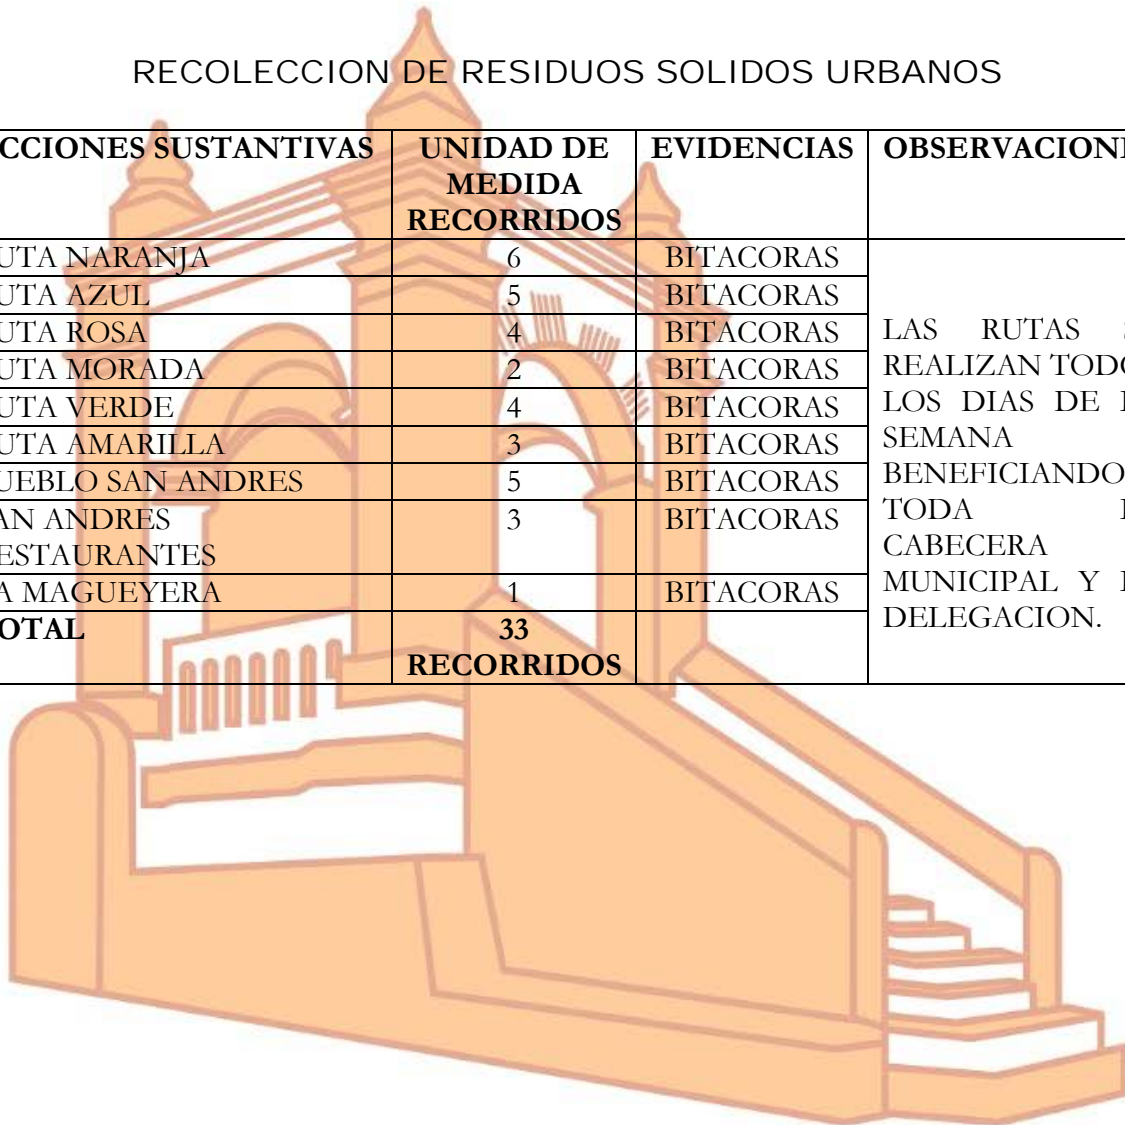 RECOLECCION DE RESIDUOS SOLIDOS URBANOS
CCIONES SUSTANTIVAS UNIDAD DE MEDIDA RECORRIDOS EVIDENCIAS OBSERVACION
UTA NARANJA 6 BITACORAS
UTA AZUL 5 BITACORAS
UTA ROSA 4 BITACORAS
UTA MORADA 2 BITACORAS
UTA VERDE 4 BITACORAS
UTA AMARILLA 3 BITACORAS
UEBLO SAN ANDRES 5 BITACORAS
AN ANDRES 3 BITACORAS
ESTAURANTES
A MAGUEYERA 1 BITACORAS
OTAL 33
RECORRIDOS
LAS RUTAS
REALIZAN TODO
LOS DIAS DE
SEMANA
BENEFICIANDO
TODA
CABECERA
MUNICIPAL Y
DELEGACION.